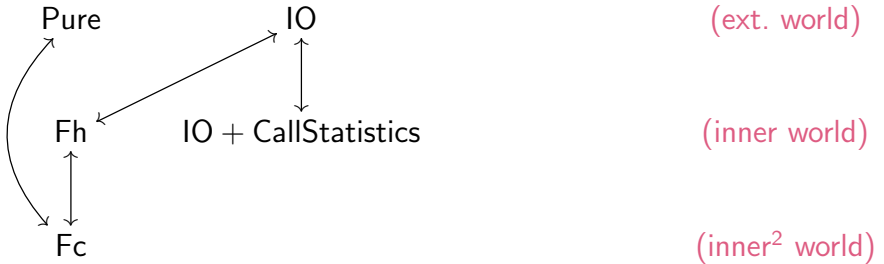 Pure IO (ext. world)
Fh IO + CallStatistics (inner world)
Fc (inner² world)